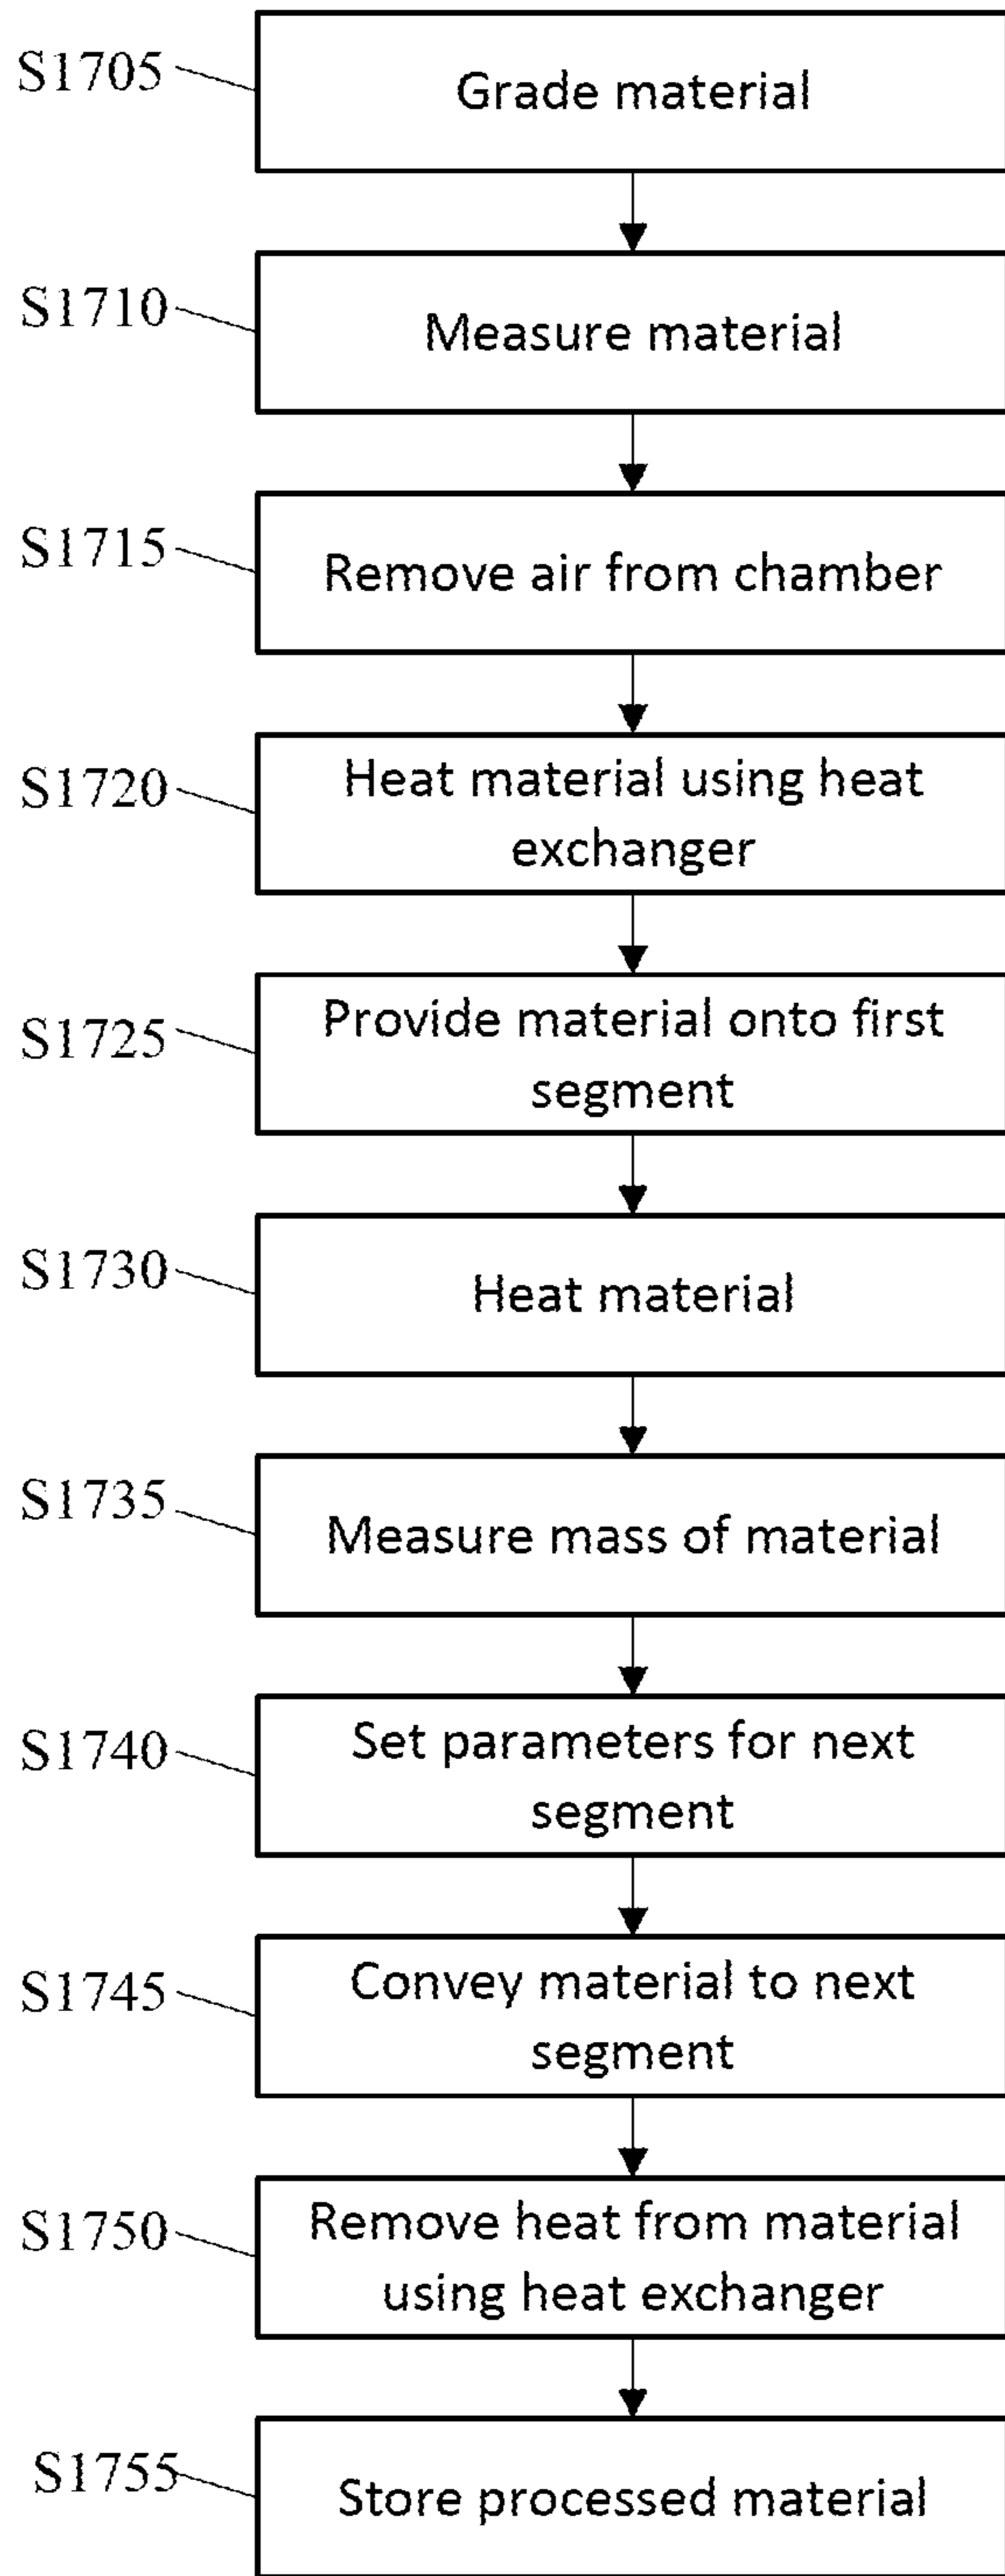 S1705
Grade material
S1710
Measure material
S1715
Remove air from chamber
S1720
Heat material using heat
exchanger
S1725
Provide material onto first
segment
S1730
Heat material
S1735
Measure mass of material
S1740
Set parameters for next
segment
S1745
Convey material to next
segment
S1750
Remove heat from material
using heat exchanger
S1755
Store processed material